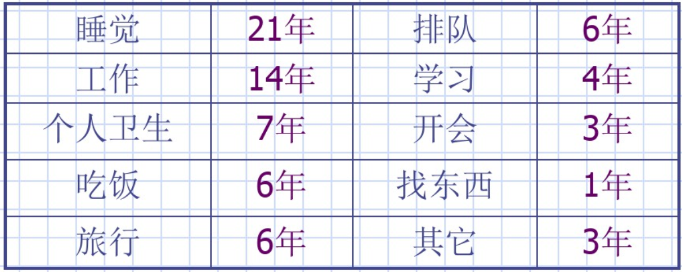 睡觉 21年 排队 6年
工作 14年 学习 4年
个人卫生 7年 开会 3年
吃饭 6年 找东西 1年
旅行 6年 其它 3年